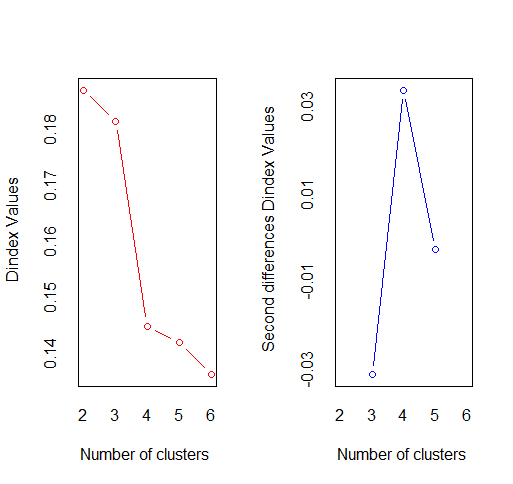 Dindex Values
0.14 0.15 0.16 0.17 0.18
2 3 4 5 6
Number of clusters
Second differences Dindex Values
-0.03 -0.01 0.01 0.03
2 3 4 5 6
Number of clusters